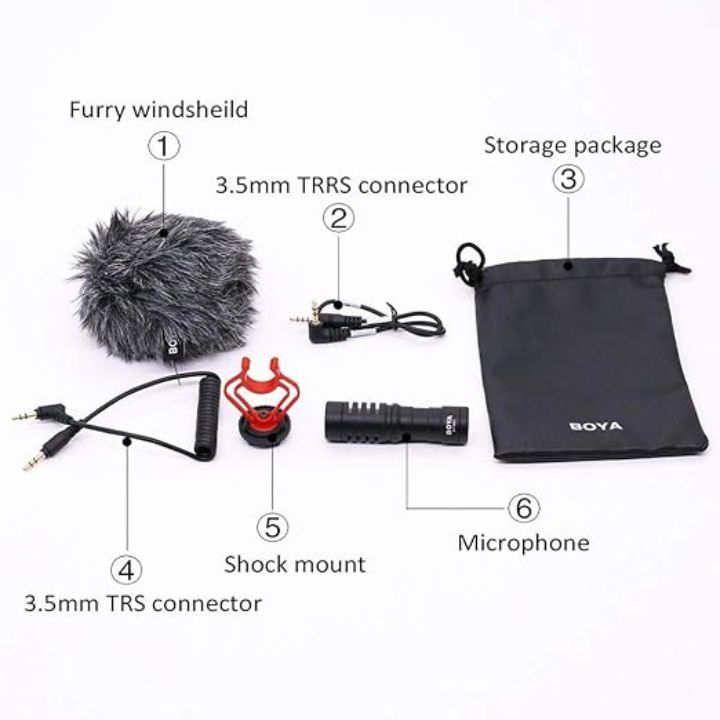 Furry windsheild
1
Storage package
3
3.5mm TRRS connector
2
BO
BOYA
BOYA
6
Microphone
5
Shock mount
4
3.5mm TRS connector